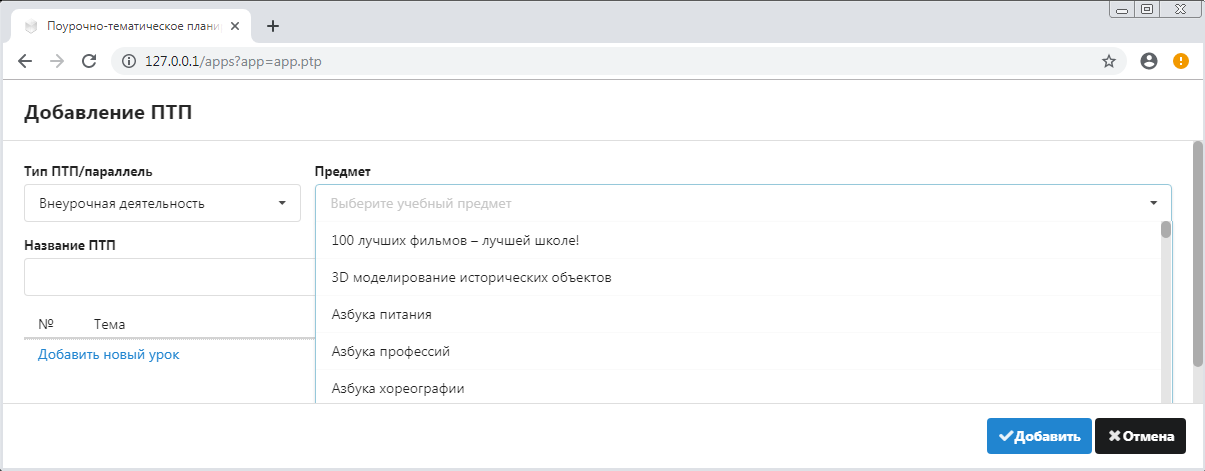 Поурочно-тематическое плани
127.0.0.1/apps?app=app.ptp
Добавление ПТП
Тип ПТП/параллель
Предмет
Внеурочная деятельность
Выберите учебный предмет
Название ПТП
100 лучших фильмов – лучшей школе!
3D моделирование исторических объектов
Азбука питания
№ Тема
Добавить новый урок
Азбука профессий
Азбука хореографии
Добавить
Отмена